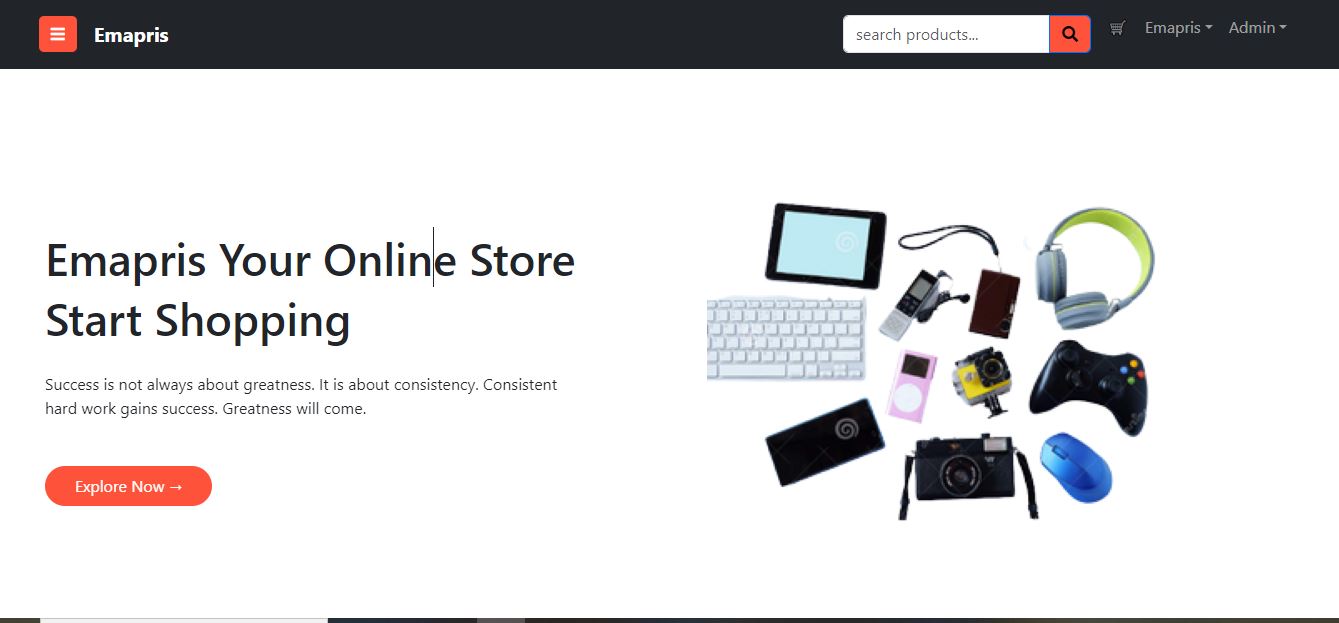 Emapris
search products...
Emapris
Admin
Emapris Your Online Store
Start Shopping
Success is not always about greatness. It is about consistency. Consistent
hard work gains success. Greatness will come.
Explore Now →